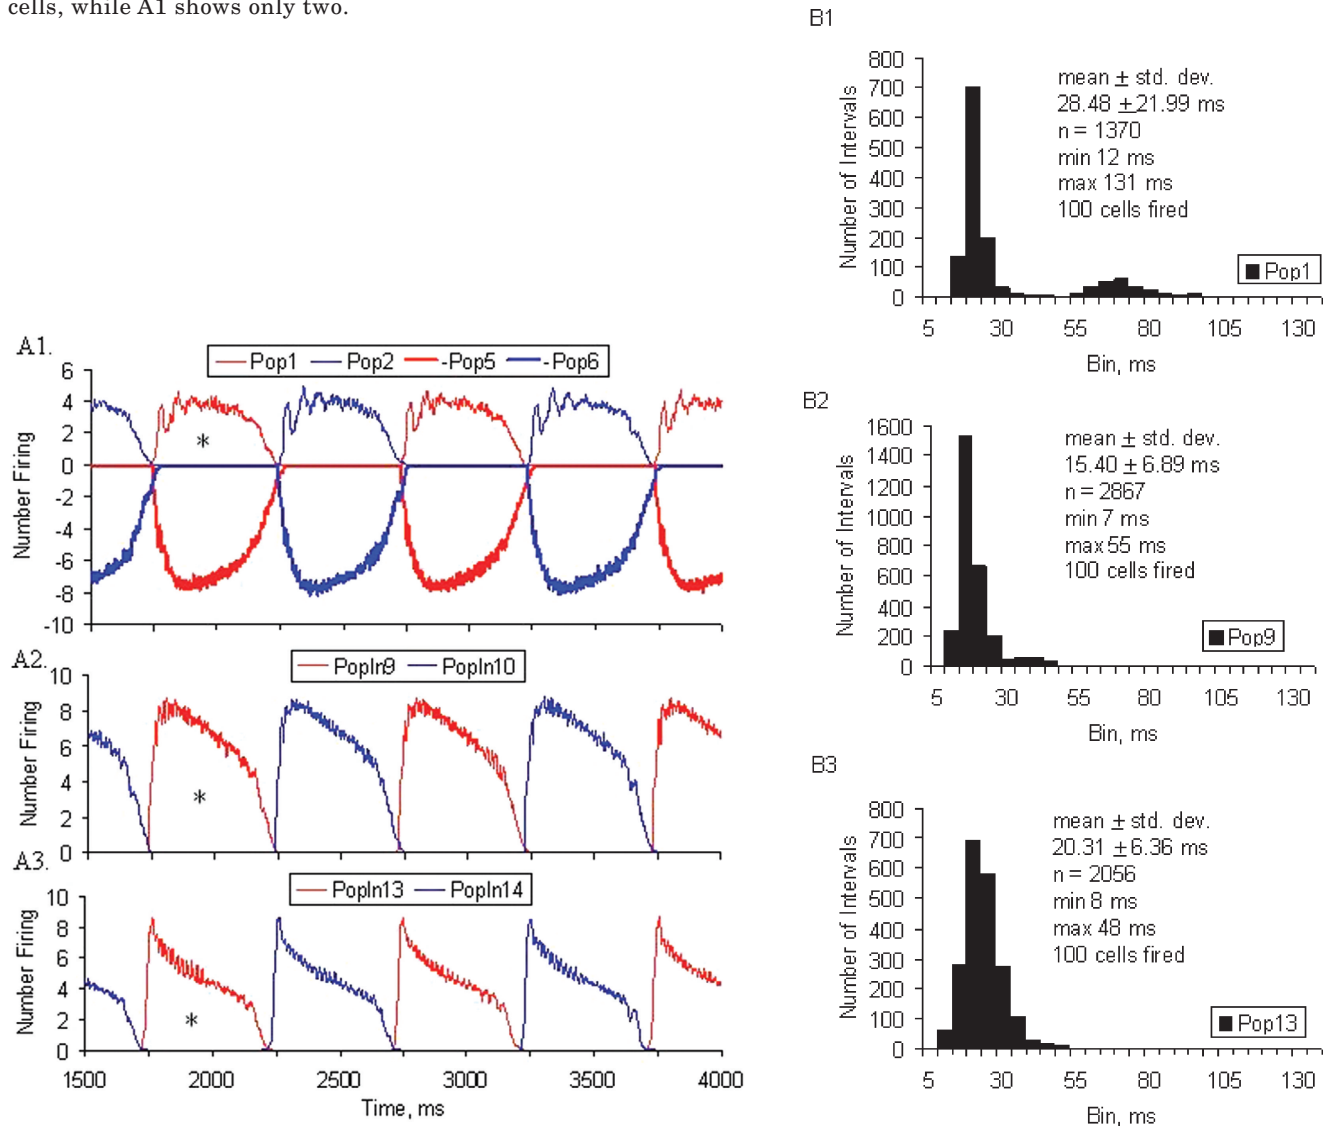 cells, while A1 shows only two.
A1.
Pop1 Pop2 -Pop5 -Pop6
Number Firing
6
4
2
0
-2
-4
-6
-8
-10
*
A2.
PopIn9 PopIn10
Number Firing
10
8
6
4
2
0
*
A3.
PopIn13 PopIn14
Number Firing
10
8
6
4
2
0
*
1500 2000 2500 3000 3500 4000
Time, ms
B1
Number of Intervals
800
700
600
500
400
300
200
100
0
mean ± std. dev.
28.48 ±21.99 ms
n = 1370
min 12 ms
max 131 ms
100 cells fired
Pop1
5 30 55 80 105 130
Bin, ms
B2
Number of Intervals
1600
1400
1200
1000
800
600
400
200
0
mean ± std. dev.
15.40 ± 6.89 ms
n = 2867
min 7 ms
max 55 ms
100 cells fired
Pop9
5 30 55 80 105 130
Bin, ms
B3
Number of Intervals
800
700
600
500
400
300
200
100
0
mean ± std. dev.
20.31 ±6.36 ms
n = 2056
min 8 ms
max 48 ms
100 cells fired
Pop13
5 30 55 80 105 130
Bin, ms